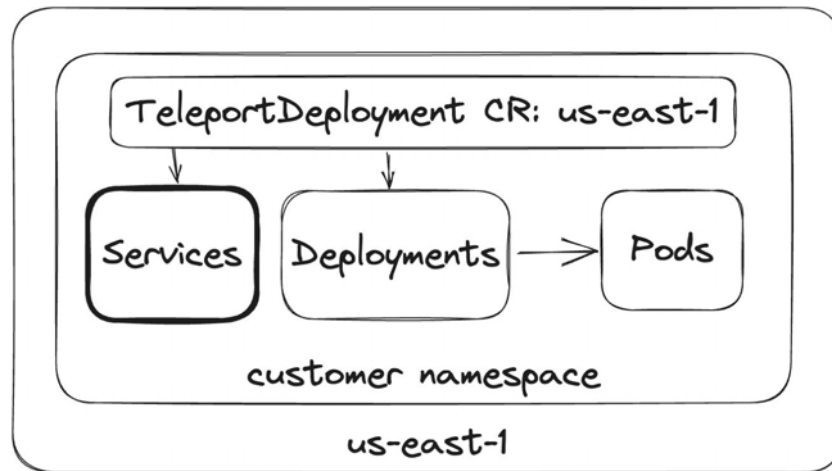 TeleportDeployment CR: us-east-1
Services
Deployments
Pods
customer namespace
us-east-1